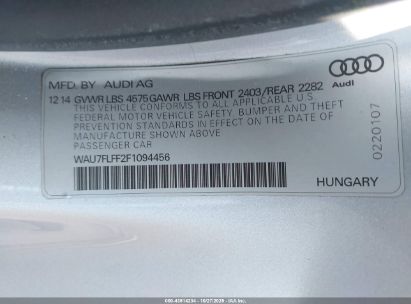 MFD. BY AUDI AG
Audi
12 14 GVWR LBS 4575 GAWR LBS FRONT 2403/REAR 2282
THIS VEHICLE CONFORMS TO ALL APPLICABLE U.S.
FEDERAL MOTOR VEHICLE SAFETY, BUMPER, AND THEFT
PREVENTION STANDARDS IN EFFECT ON THE DATE OF
MANUFACTURE SHOWN ABOVE
PASSENGER CAR
WAU7FLFF2F1094456
HUNGARY
0220107